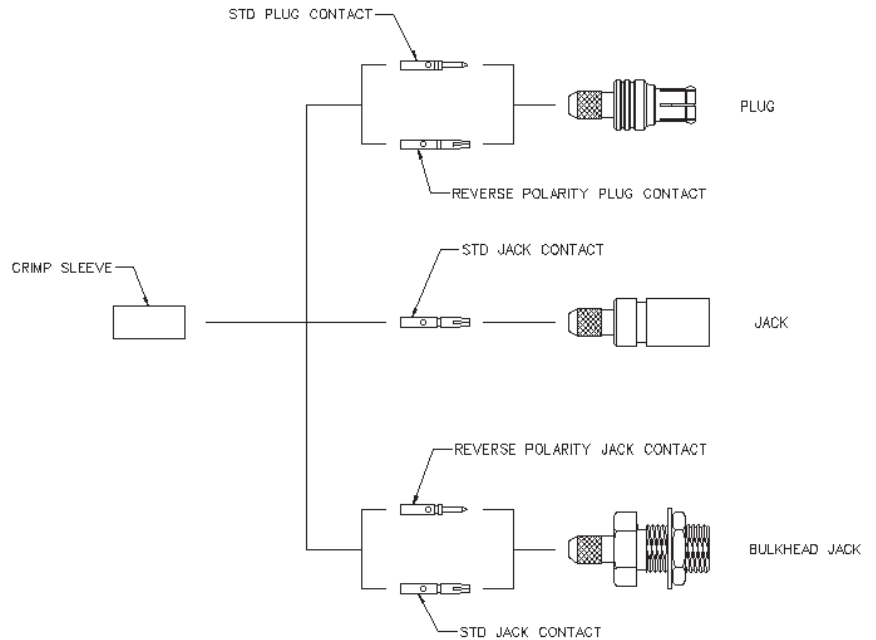 STD PLUG CONTACT
PLUG
REVERSE POLARITY PLUG CONTACT
STD JACK CONTACT
CRIMP SLEEVE
JACK
REVERSE POLARITY JACK CONTACT
BULKHEAD JACK
STD JACK CONTACT